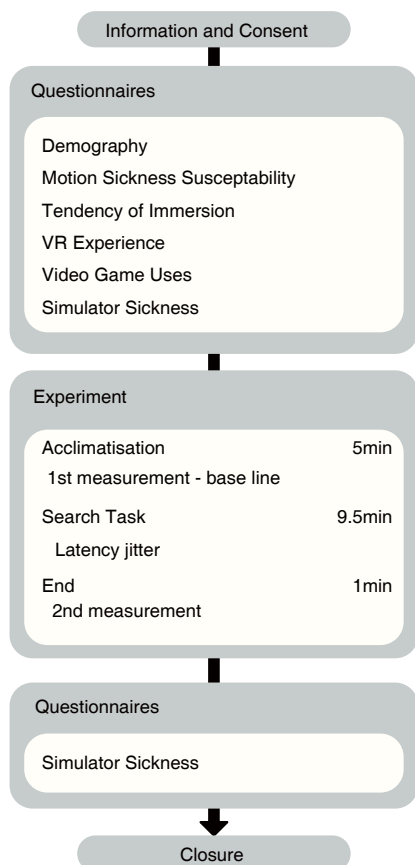 Information and Consent
Questionnaires
Demography
Motion Sickness Susceptability
Tendency of Immersion
VR Experience
Video Game Uses
Simulator Sickness
Experiment
Acclimatisation 5min
1st measurement - base line
Search Task 9.5min
Latency jitter
End 1min
2nd measurement
Questionnaires
Simulator Sickness
Closure